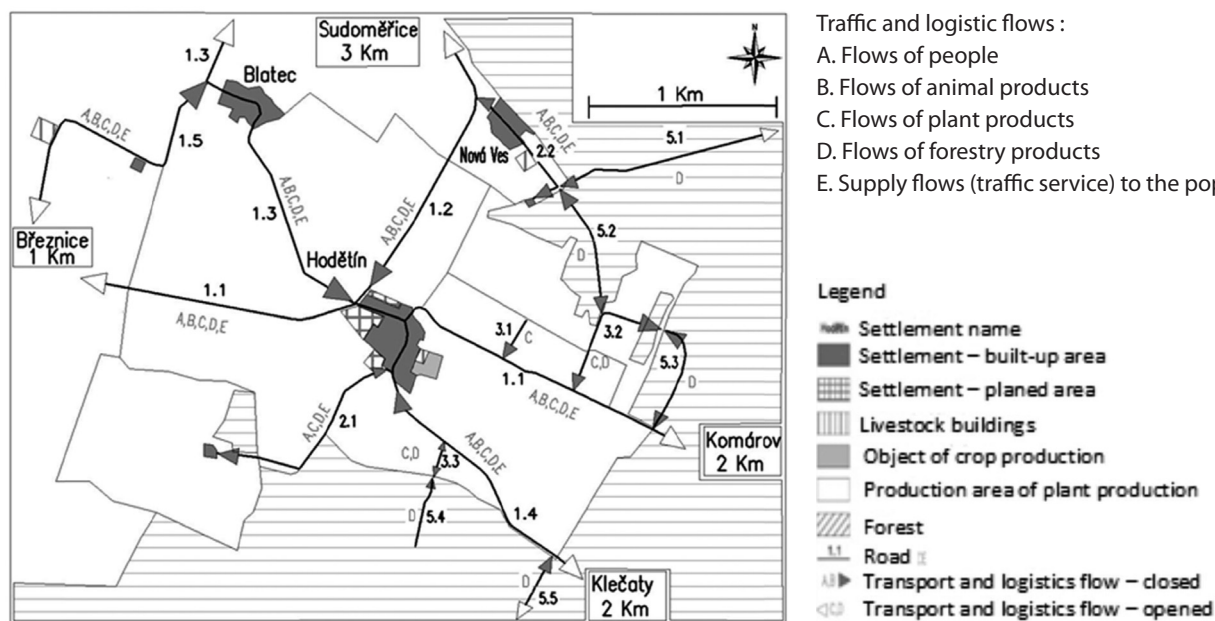 Sudoměřice
3 Km
N
1 Km
1.3
Blatec
A,B,C,D,E
1.5
Nová Ves
2.2
A,B,C,D,E
5.1
D
1.3
A,B,C,D,E
1.2
A,B,C,D,E
5.2
D
Březnice
1 Km
Hodětín
1.1
A,B,C,D,E
3.1
C
3.2
C,D
5.3
D
1.1
A,B,C,D,E
2.1
A,C,D,E
Komárov
2 Km
A,B,C,D,E
C,D
3.3
D
5.4
1.4
Klečaty
2 Km
D
5.5
Traffic and logistic flows :
A. Flows of people
B. Flows of animal products
C. Flows of plant products
D. Flows of forestry products
E. Supply flows (traffic service) to the pop
Legend
Settlement name
Settlement – built-up area
Settlement – planed area
Livestock buildings
Object of crop production
Production area of plant production
Forest
1.1 Road
A,B Transport and logistics flow – closed
C,D Transport and logistics flow – opened